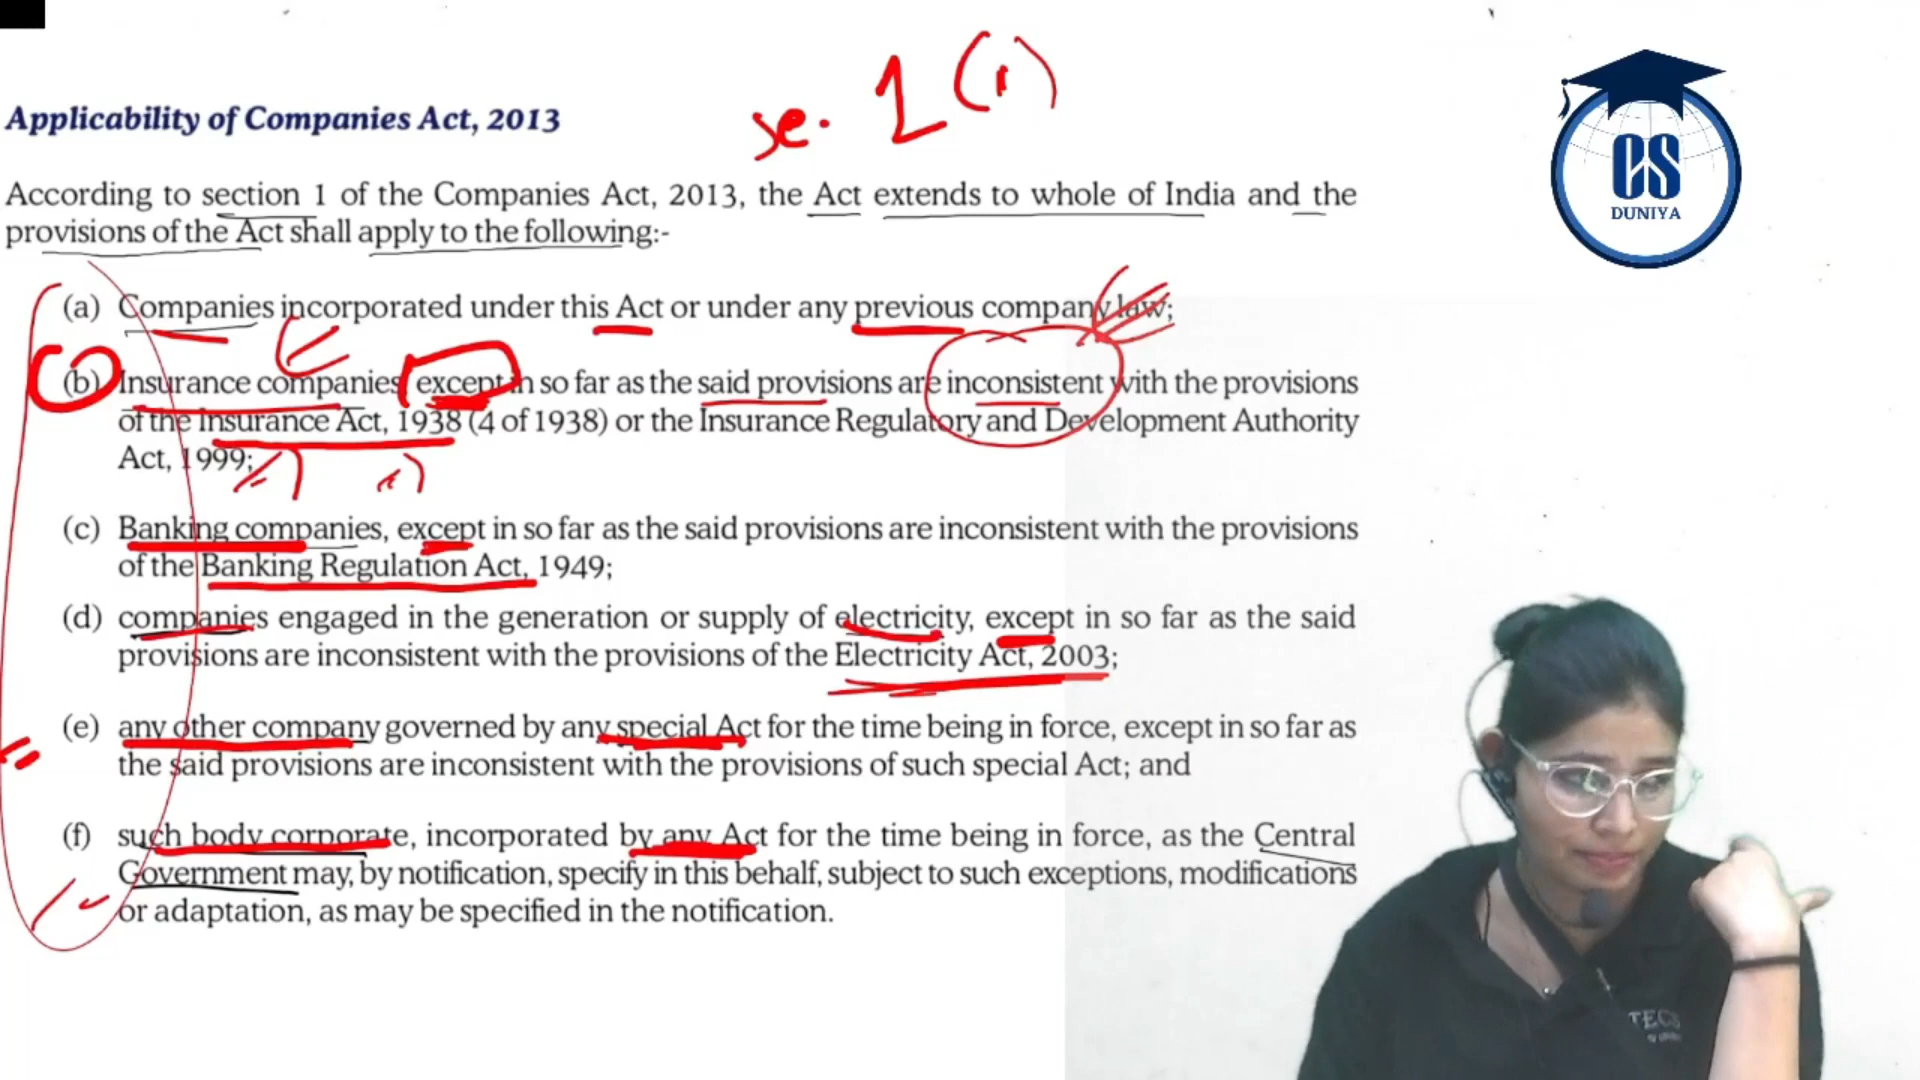 se. 1 (1)
Applicability of Companies Act, 2013
According to section 1 of the Companies Act, 2013, the Act extends to whole of India and the
provisions of the Act shall apply to the following:-
(a) Companies incorporated under this Act or under any previous company law;
(b) Insurance companies except in so far as the said provisions are inconsistent with the provisions
of the Insurance Act, 1938 (4 of 1938) or the Insurance Regulatory and Development Authority
Act, 1999;
(c) Banking companies, except in so far as the said provisions are inconsistent with the provisions
of the Banking Regulation Act, 1949;
(d) companies engaged in the generation or supply of electricity, except in so far as the said
provisions are inconsistent with the provisions of the Electricity Act, 2003;
(e) any other company governed by any special Act for the time being in force, except in so far as
the said provisions are inconsistent with the provisions of such special Act; and
(f) such body corporate, incorporated by any Act for the time being in force, as the Central
Government may, by notification, specify in this behalf, subject to such exceptions, modifications
or adaptation, as may be specified in the notification.
CS
DUNIYA